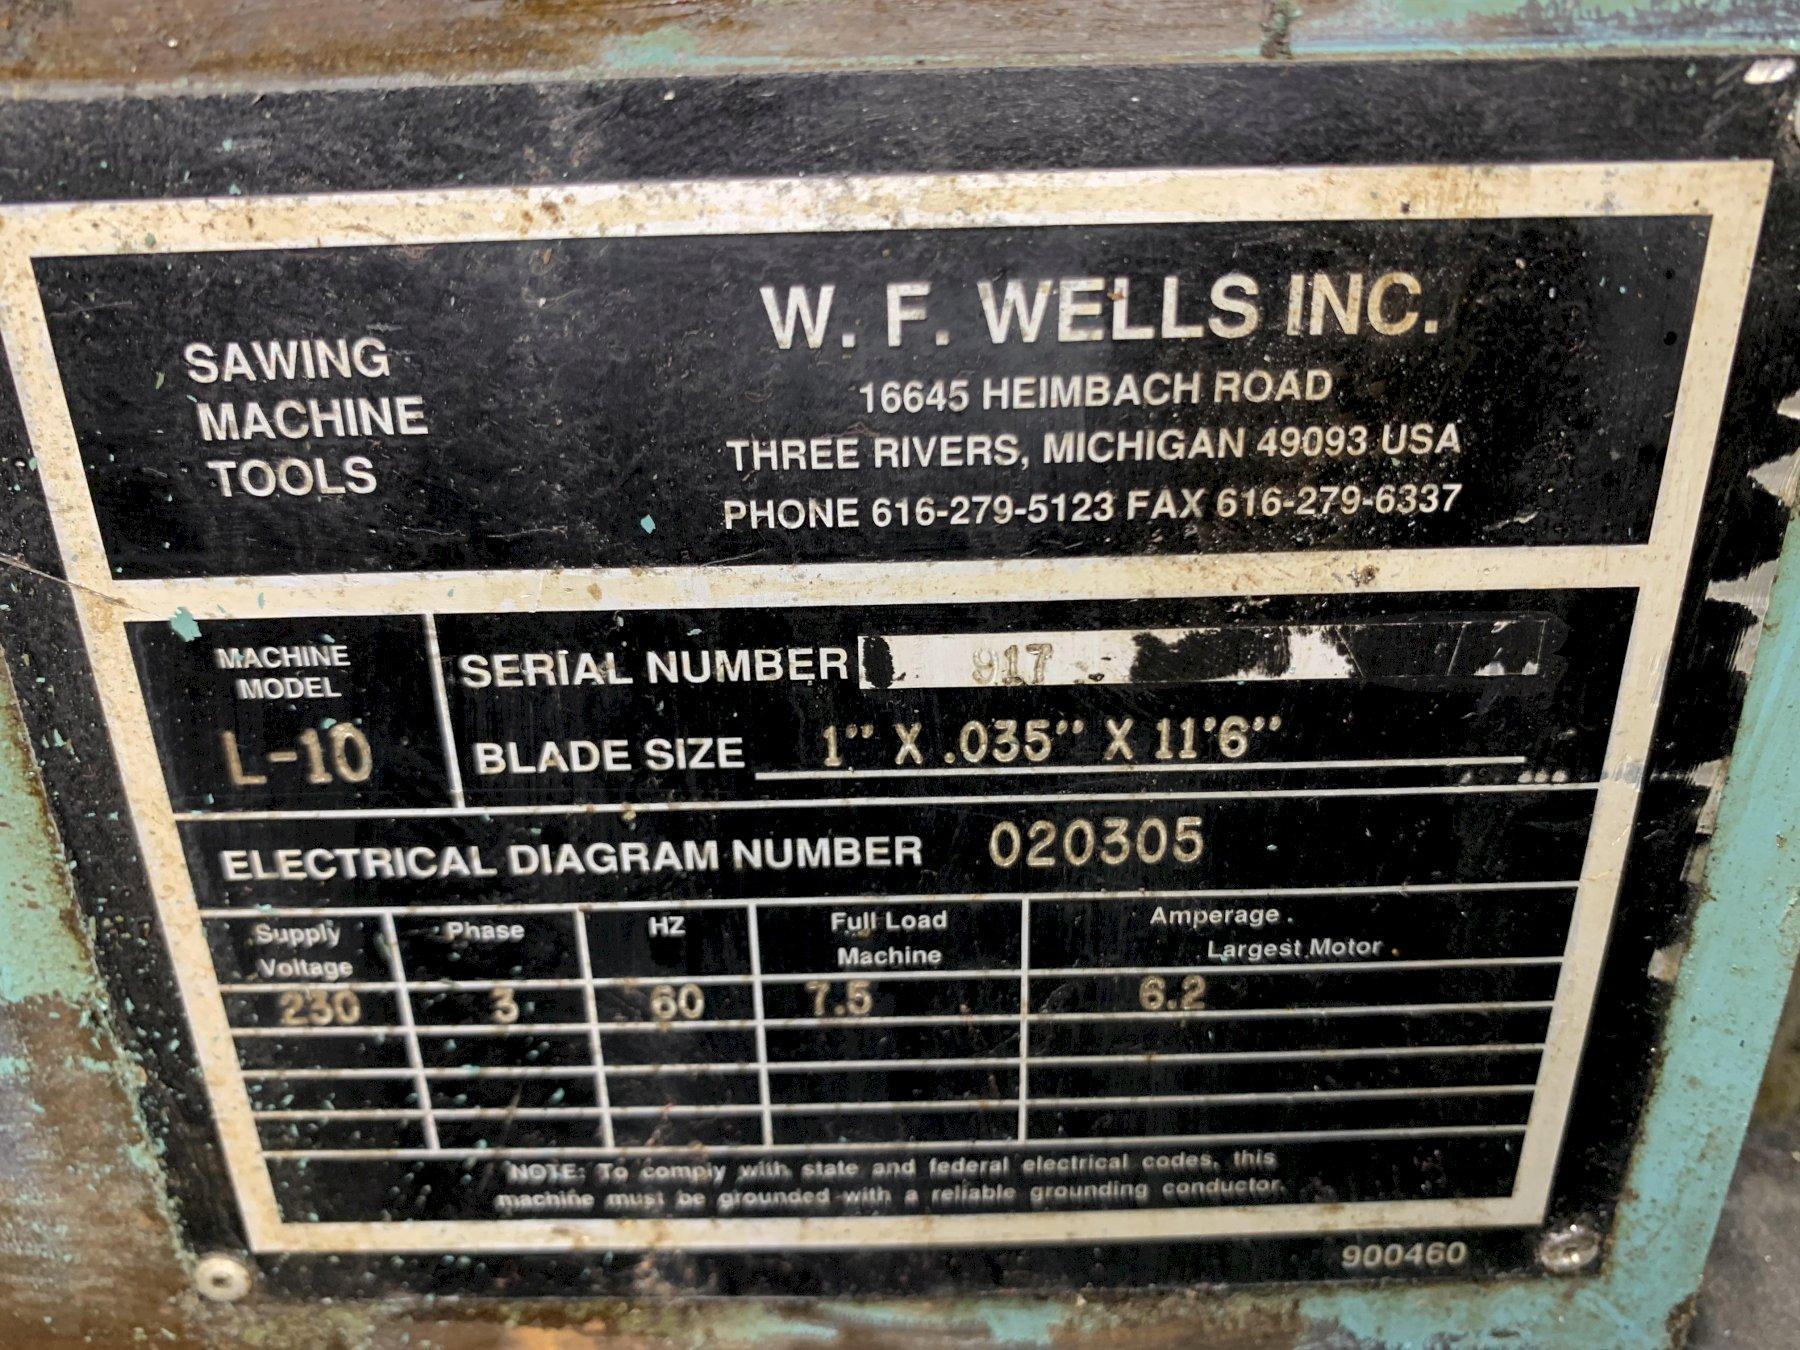 SAWING
MACHINE
TOOLS
W. F. WELLS INC.
16645 HEIMBACH ROAD
THREE RIVERS, MICHIGAN 49093 USA
PHONE 616-279-5123 FAX 616-279-6337
MACHINE
MODEL
L-10
SERIAL NUMBER 917
BLADE SIZE 1" X .035" X 11'6"
ELECTRICAL DIAGRAM NUMBER 020305
Supply
Voltage
Phase
HZ
Full Load
Machine
Amperage
Largest Motor
230 3 60 7.5 6.2
NOTE: To comply with state and federal electrical codes, this
machine must be grounded with a reliable grounding conductor.
900460